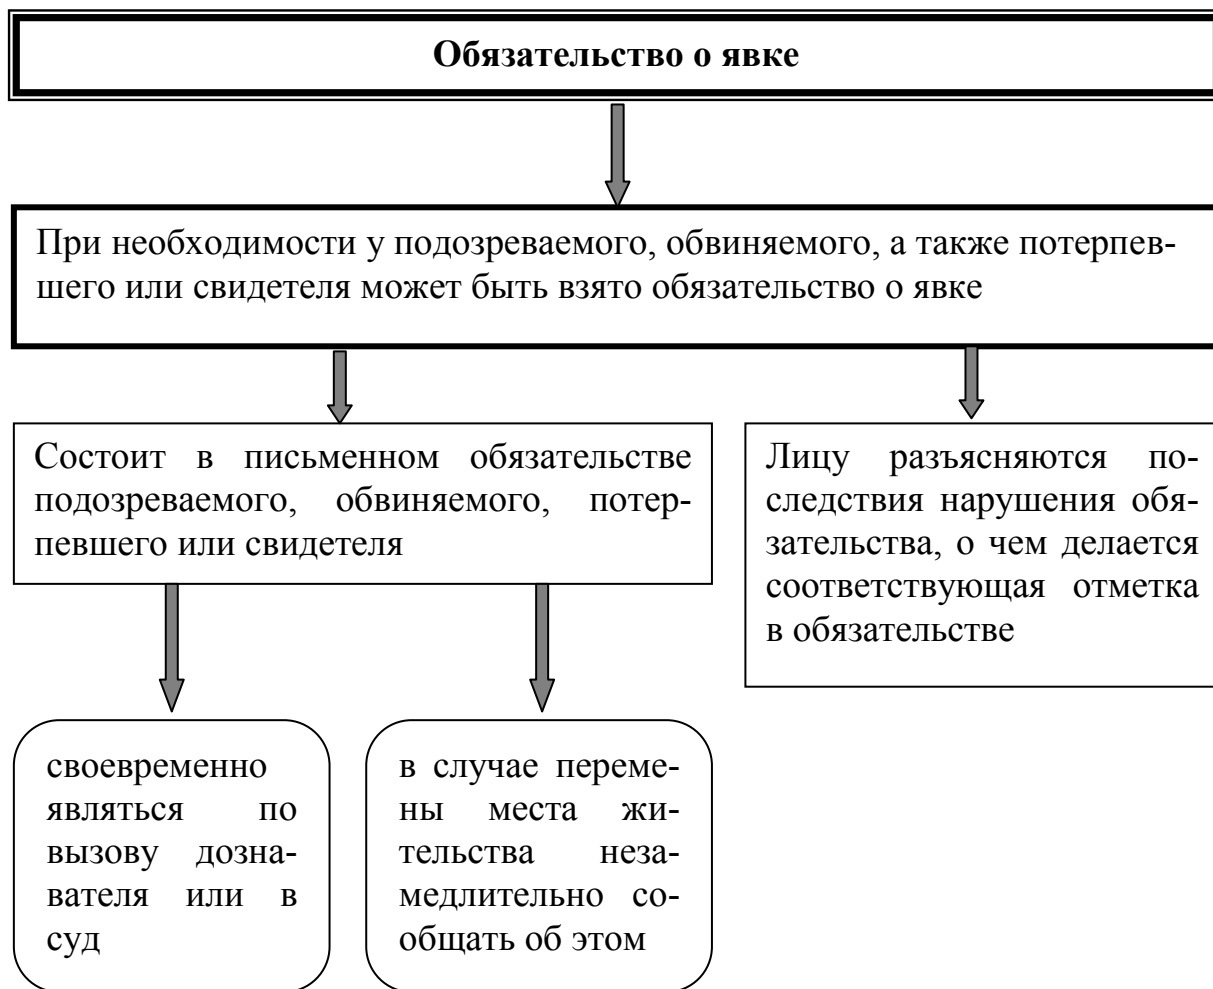 Обязательство о явке
При необходимости у подозреваемого, обвиняемого, а также потерпев-
шего или свидетеля может быть взято обязательство о явке
Состоит в письменном обязательстве
подозреваемого, обвиняемого, потер-
певшего или свидетеля
Лицу разъясняются по-
следствия нарушения обя-
зательства, о чем делается
соответствующая отметка
в обязательстве
своевременно
являться по
вызову дозна-
вателя или в
суд
в случае переме-
ны места жи-
тельства неза-
медлительно со-
общать об этом